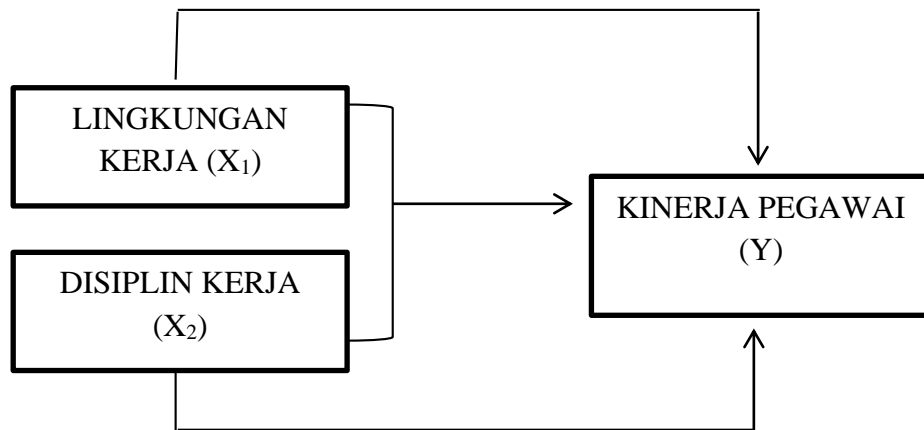 LINGKUNGAN
KERJA (X₁)
DISIPLIN KERJA
(X₂)
KINERJA PEGAWAI
(Y)